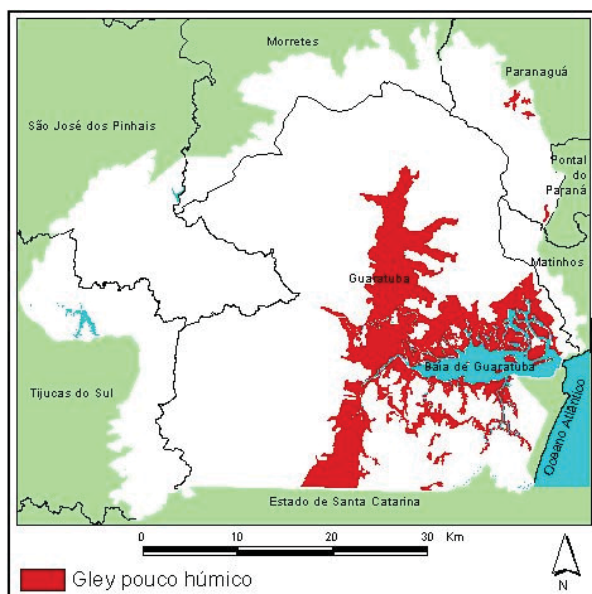 Morretes
Paranaguá
São José dos Pinhais
Pontal
do
Paraná
Matinhos
Guaratuba
Baia de Guaratuba
Tijucas do Sul
Oceano Atlântico
Estado de Santa Catarina
0 10 20 30 Km
N
Gley pouco húmico